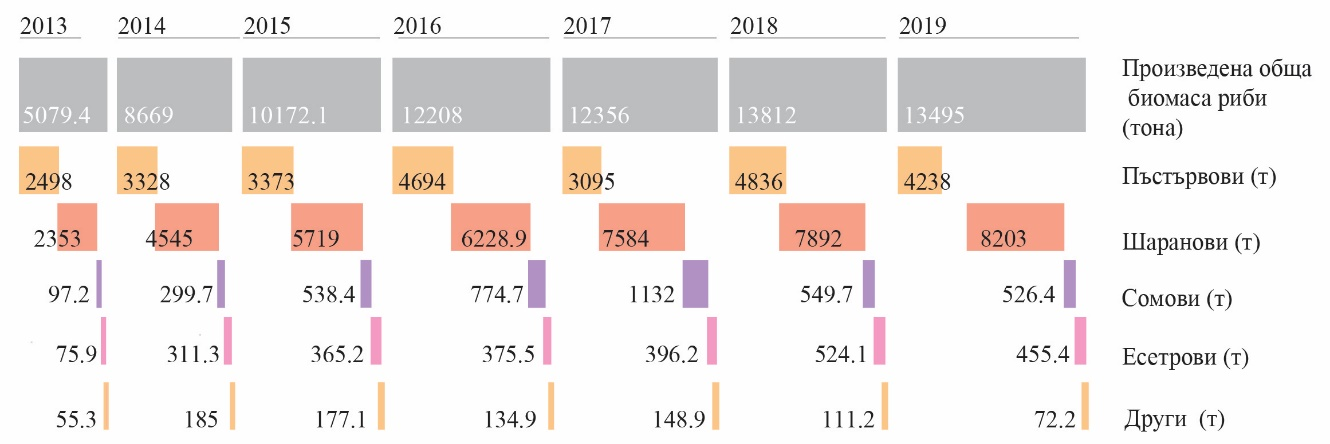 2013 2014 2015 2016 2017 2018 2019
5079.4 8669 10172.1 12208 12356 13812 13495 Произведена обща
биомаса риби
(тона)
2498 3328 3373 4694 3095 4836 4238 Пъстървови (т)
2353 4545 5719 6228.9 7584 7892 8203 Шаранови (т)
97.2 299.7 538.4 774.7 1132 549.7 526.4 Сомови (т)
75.9 311.3 365.2 375.5 396.2 524.1 455.4 Есетрови (т)
55.3 185 177.1 134.9 148.9 111.2 72.2 Други (т)